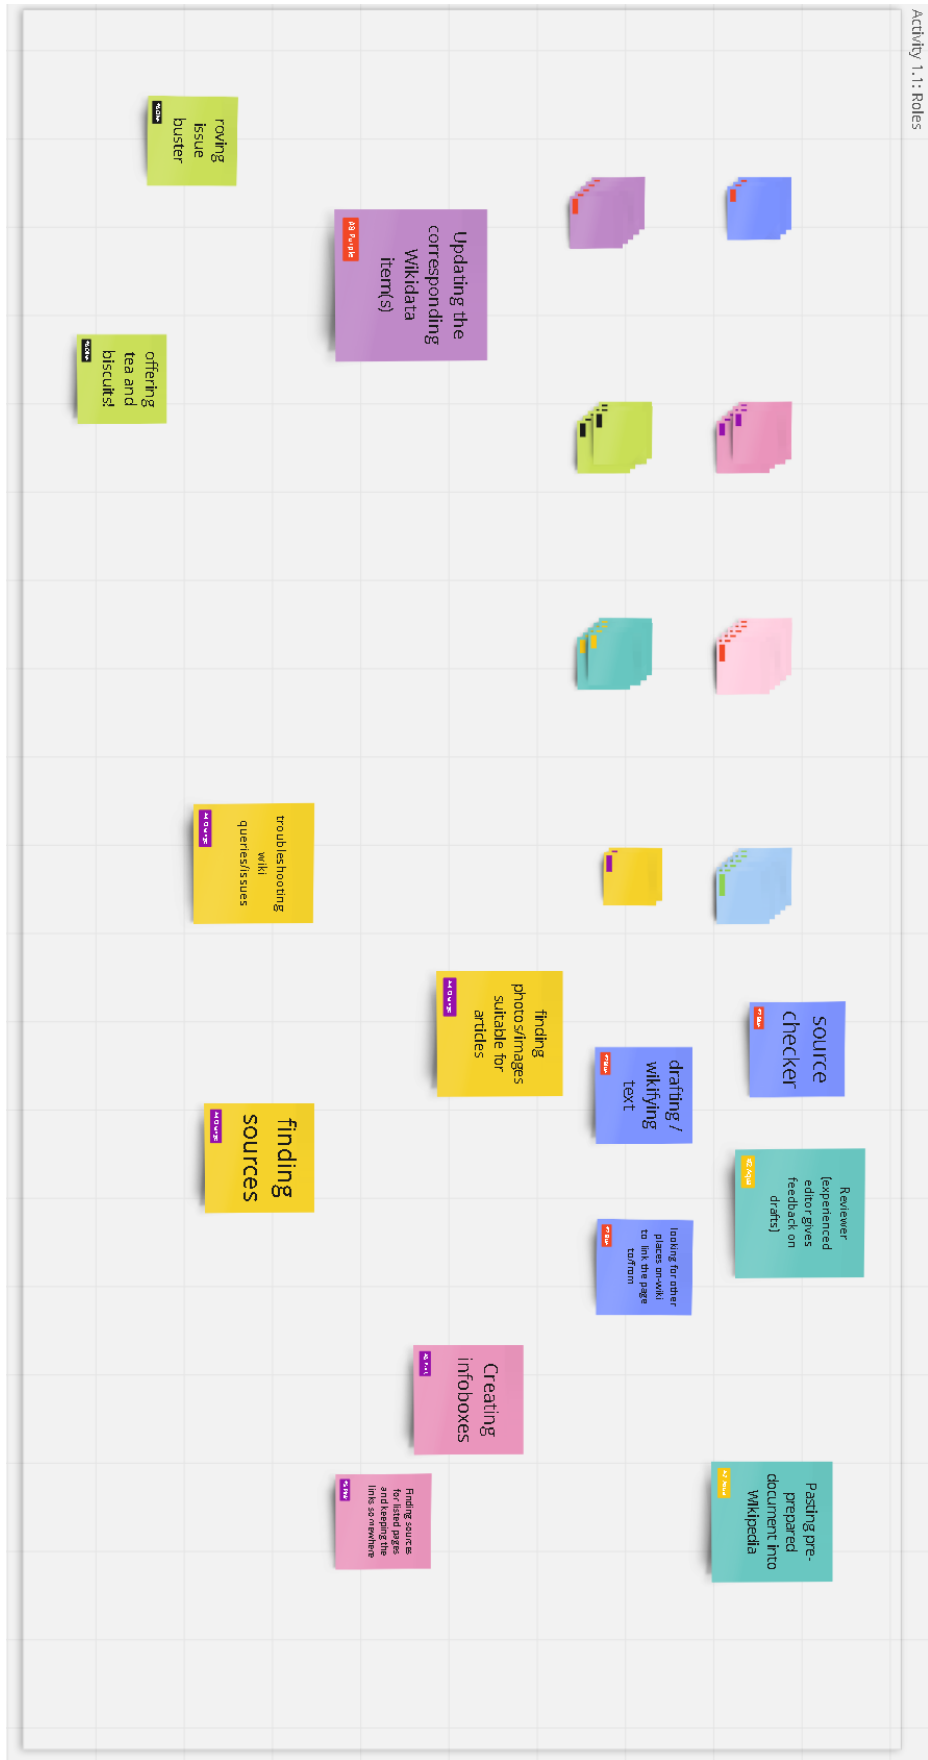 Activity 1.1: Roles
roving
issue
buster
Updating the
corresponding
Wikidata
item(s)
#8 Purple
offering
tea and
biscuits!
troubleshooting
wiki
queries/issues
finding
photos/images
suitable for
articles
source
checker
drafting /
wikifying
text
finding
sources
Reviewer
(experienced
editor gives
feedback on
drafts)
looking for other
places on-wiki
to link the page
to/from
Creating
infoboxes
Pasting pre-
prepared
document into
Wikipedia
Finding sources
for listed pages
and keeping the
links somewhere